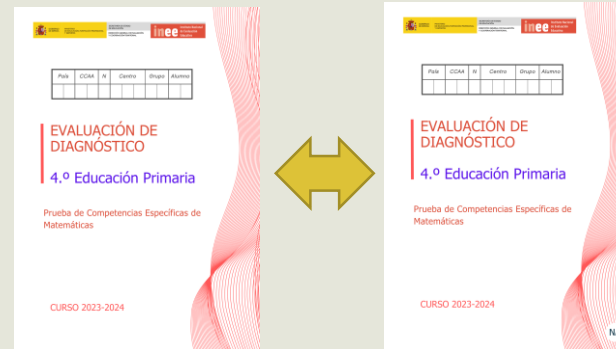 inee
País CCAA N Centro Grupo Alumno
EVALUACIÓN DE
DIAGNÓSTICO
4.º Educación Primaria
Prueba de Competencias Específicas de
Matemáticas
CURSO 2023-2024
inee
País CCAA N Centro Grupo Alumno
EVALUACIÓN DE
DIAGNÓSTICO
4.º Educación Primaria
Prueba de Competencias Específicas de
Matemáticas
CURSO 2023-2024